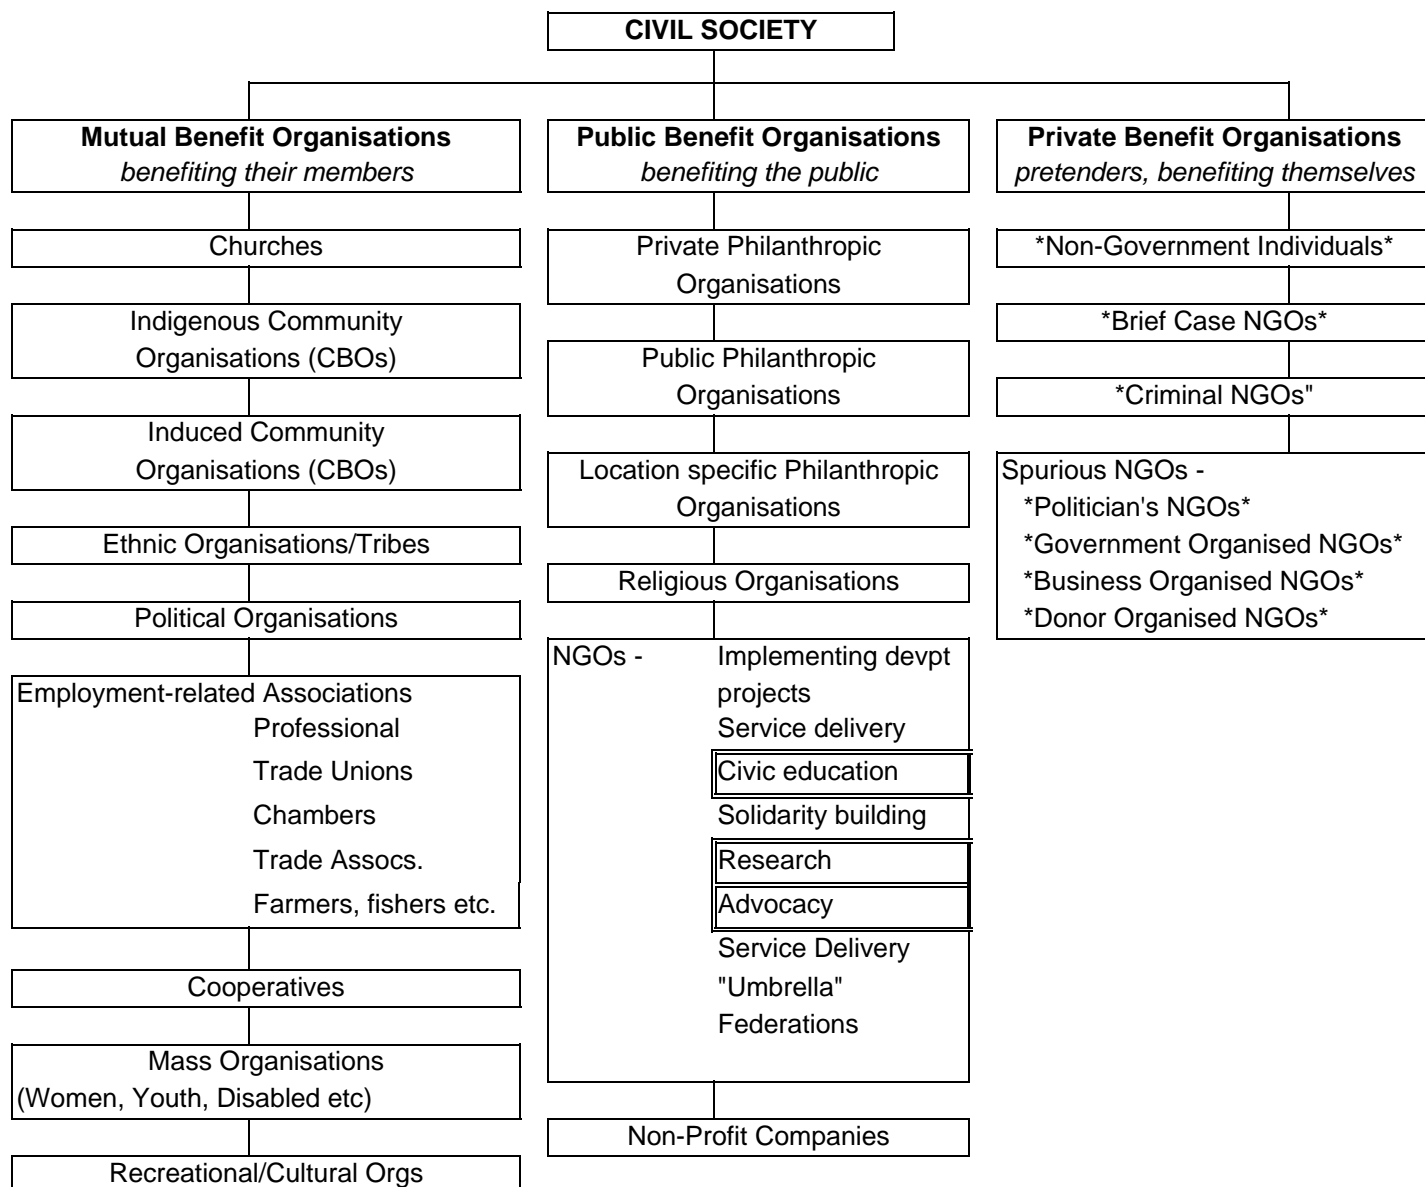 CIVIL SOCIETY
Mutual Benefit Organisations
benefiting their members
Churches
Indigenous Community
Organisations (CBOs)
Induced Community
Organisations (CBOs)
Ethnic Organisations/Tribes
Political Organisations
Employment-related Associations
Professional
Trade Unions
Chambers
Trade Assocs.
Farmers, fishers etc.
Cooperatives
Mass Organisations
(Women, Youth, Disabled etc)
Recreational/Cultural Orgs
Public Benefit Organisations
benefiting the public
Private Philanthropic
Organisations
Public Philanthropic
Organisations
Location specific Philanthropic
Organisations
Religious Organisations
NGOs - Implementing devpt
projects
Service delivery
Civic education
Solidarity building
Research
Advocacy
Service Delivery
"Umbrella"
Federations
Non-Profit Companies
Private Benefit Organisations
pretenders, benefiting themselves
*Non-Government Individuals*
*Brief Case NGOs*
*Criminal NGOs"
Spurious NGOs -
*Politician's NGOs*
*Government Organised NGOs*
*Business Organised NGOs*
*Donor Organised NGOs*